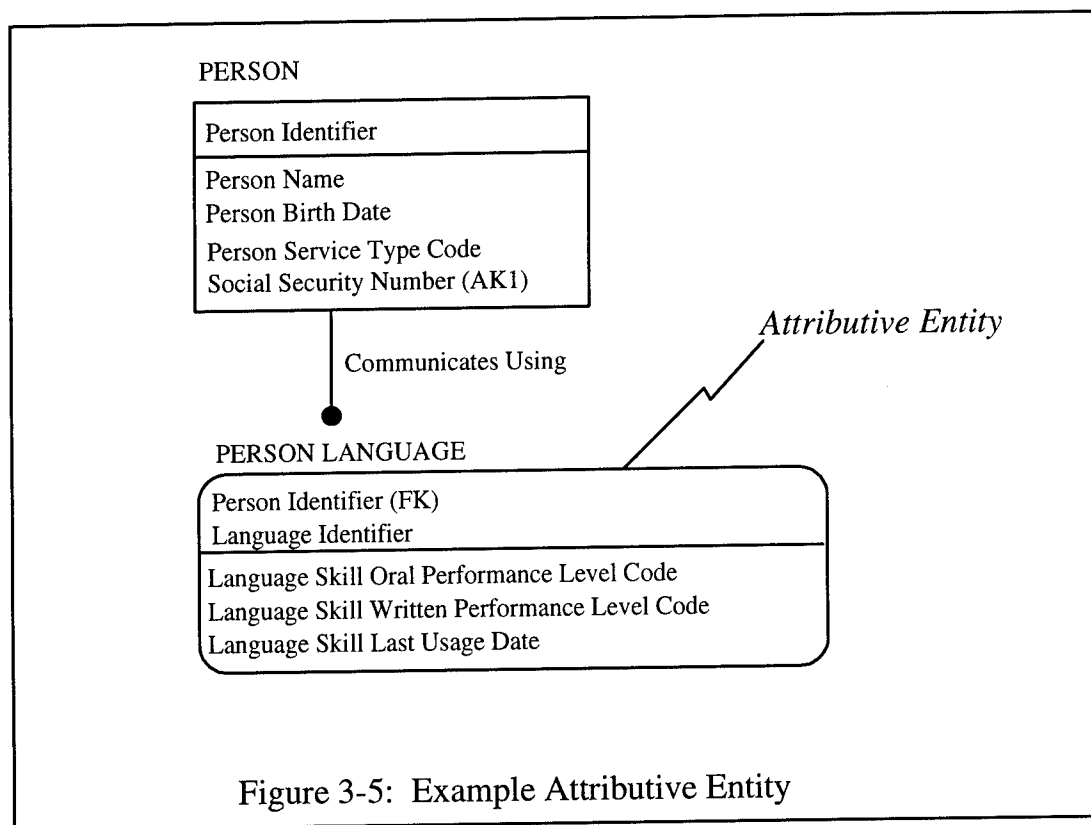 PERSON
Person Identifier
Person Name
Person Birth Date
Person Service Type Code
Social Security Number (AK1)
Attributive Entity
Communicates Using
PERSON LANGUAGE
Person Identifier (FK)
Language Identifier
Language Skill Oral Performance Level Code
Language Skill Written Performance Level Code
Language Skill Last Usage Date
Figure 3-5: Example Attributive Entity